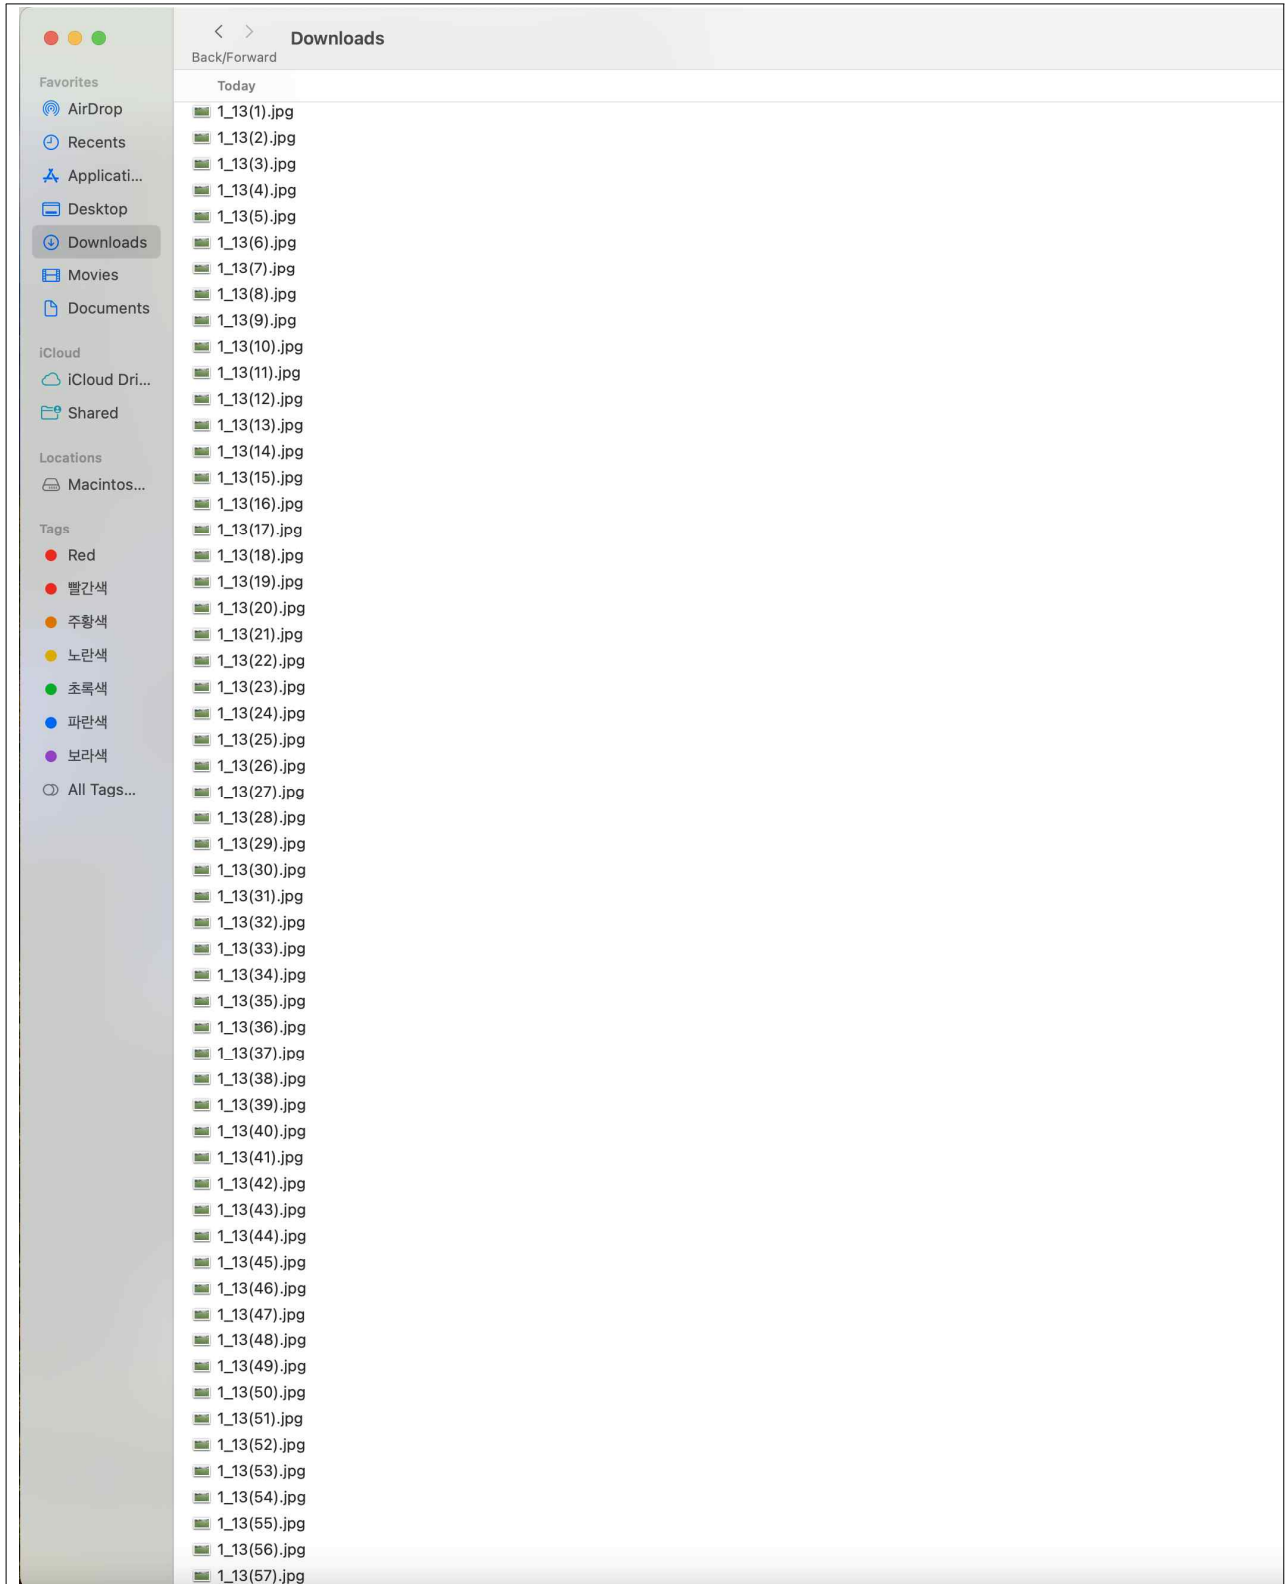 Back/Forward
Downloads
Favorites
AirDrop
Recents
Applicati...
Desktop
Downloads
Movies
Documents
iCloud
iCloud Dri...
Shared
Locations
Macintos...
Tags
Red
빨간색
주황색
노란색
초록색
파란색
보라색
All Tags...
Today
1_13(1).jpg
1_13(2).jpg
1_13(3).jpg
1_13(4).jpg
1_13(5).jpg
1_13(6).jpg
1_13(7).jpg
1_13(8).jpg
1_13(9).jpg
1_13(10).jpg
1_13(11).jpg
1_13(12).jpg
1_13(13).jpg
1_13(14).jpg
1_13(15).jpg
1_13(16).jpg
1_13(17).jpg
1_13(18).jpg
1_13(19).jpg
1_13(20).jpg
1_13(21).jpg
1_13(22).jpg
1_13(23).jpg
1_13(24).jpg
1_13(25).jpg
1_13(26).jpg
1_13(27).jpg
1_13(28).jpg
1_13(29).jpg
1_13(30).jpg
1_13(31).jpg
1_13(32).jpg
1_13(33).jpg
1_13(34).jpg
1_13(35).jpg
1_13(36).jpg
1_13(37).jpg
1_13(38).jpg
1_13(39).jpg
1_13(40).jpg
1_13(41).jpg
1_13(42).jpg
1_13(43).jpg
1_13(44).jpg
1_13(45).jpg
1_13(46).jpg
1_13(47).jpg
1_13(48).jpg
1_13(49).jpg
1_13(50).jpg
1_13(51).jpg
1_13(52).jpg
1_13(53).jpg
1_13(54).jpg
1_13(55).jpg
1_13(56).jpg
1_13(57).jpg